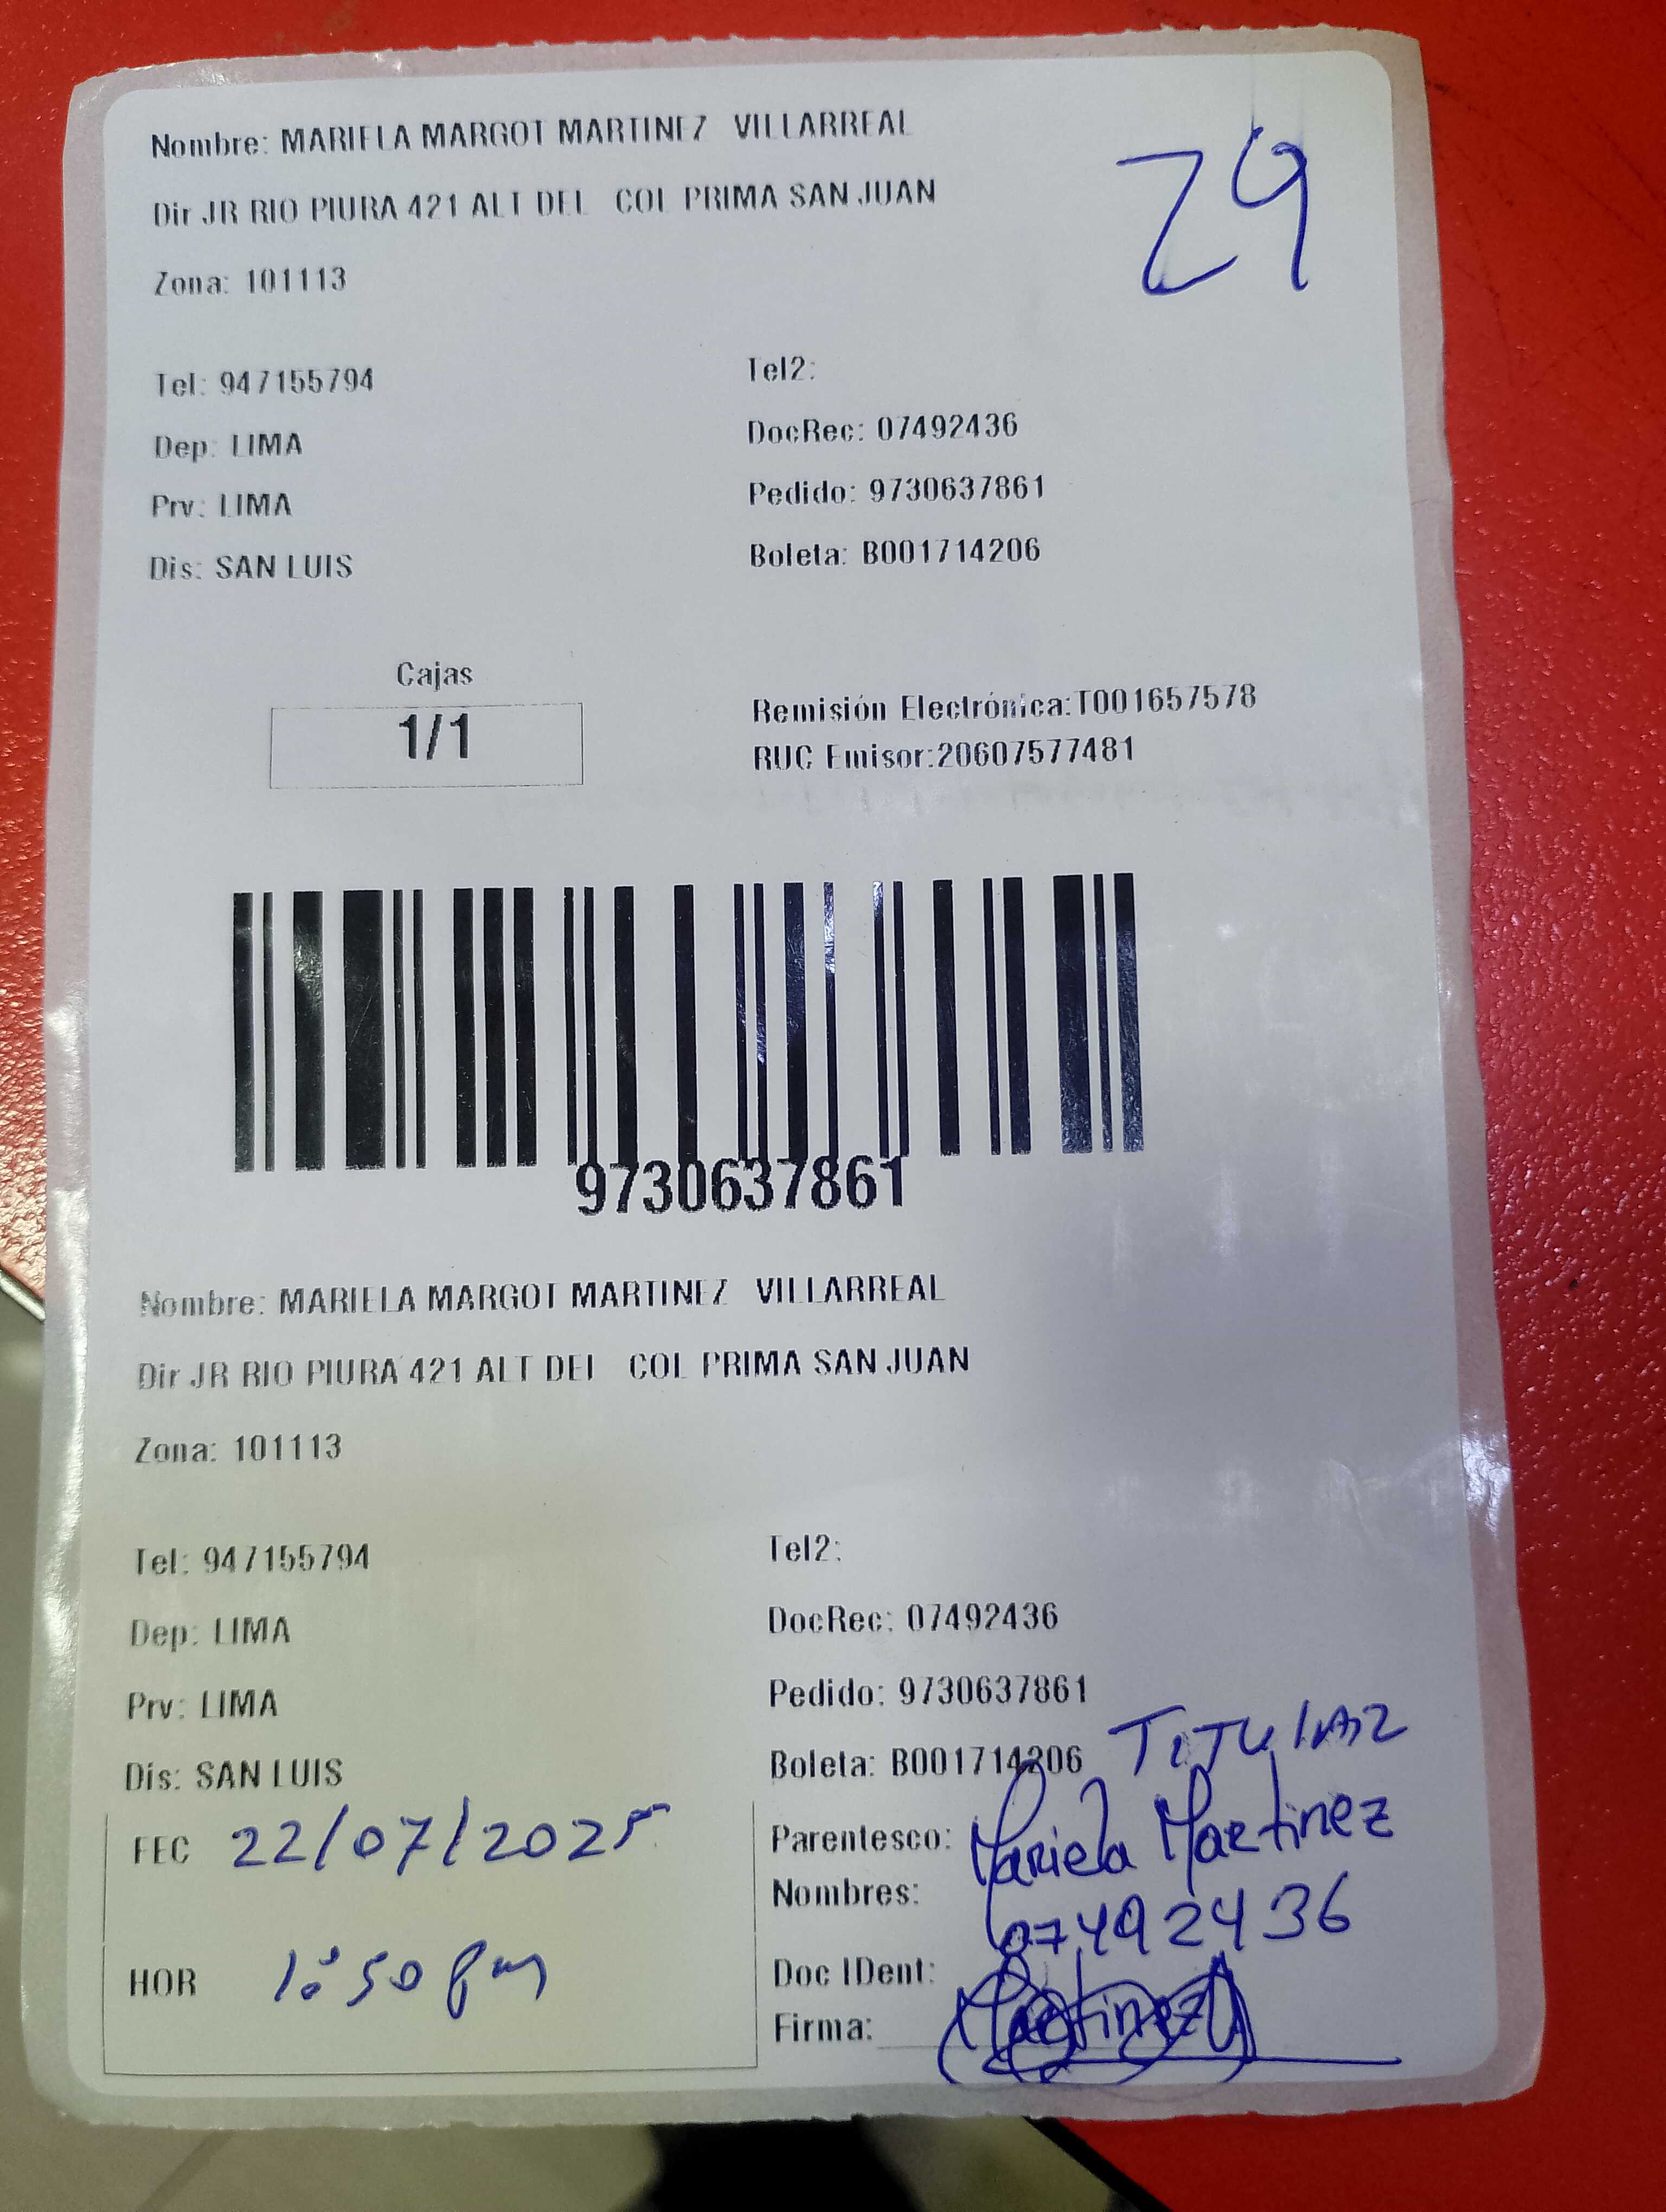 Nombre: MARIELA MARGOT MARTINEZ VILLARREAL
29
Dir JR RIO PIURA 421 ALT DEL COL PRIMA SAN JUAN
Zona: 101113
Tel: 947155794
Tel2:
Dep: LIMA
DocRec: 07492436
Prv: LIMA
Pedido: 9730637861
Dis: SAN LUIS
Boleta: B001714206
Cajas
1/1
Remisión Electrónica:T001657578
RUC Emisor:20607577481
9730637861
Nombre: MARIELA MARGOT MARTINEZ VILLARREAL
Dir JR RIO PIURA 421 ALT DEL COL PRIMA SAN JUAN
Zona: 101113
Tel: 947155794
Tel2:
Dep: LIMA
DocRec: 07492436
Prv: LIMA
Pedido: 9730637861
Dis: SAN LUIS
Boleta: B001714206
TITULAR
FEC 22/07/2025
Parentesco: Mariela Martinez
Nombres:
07492436
HOR 1:50 pm
Doc IDent:
Firma: Martinez